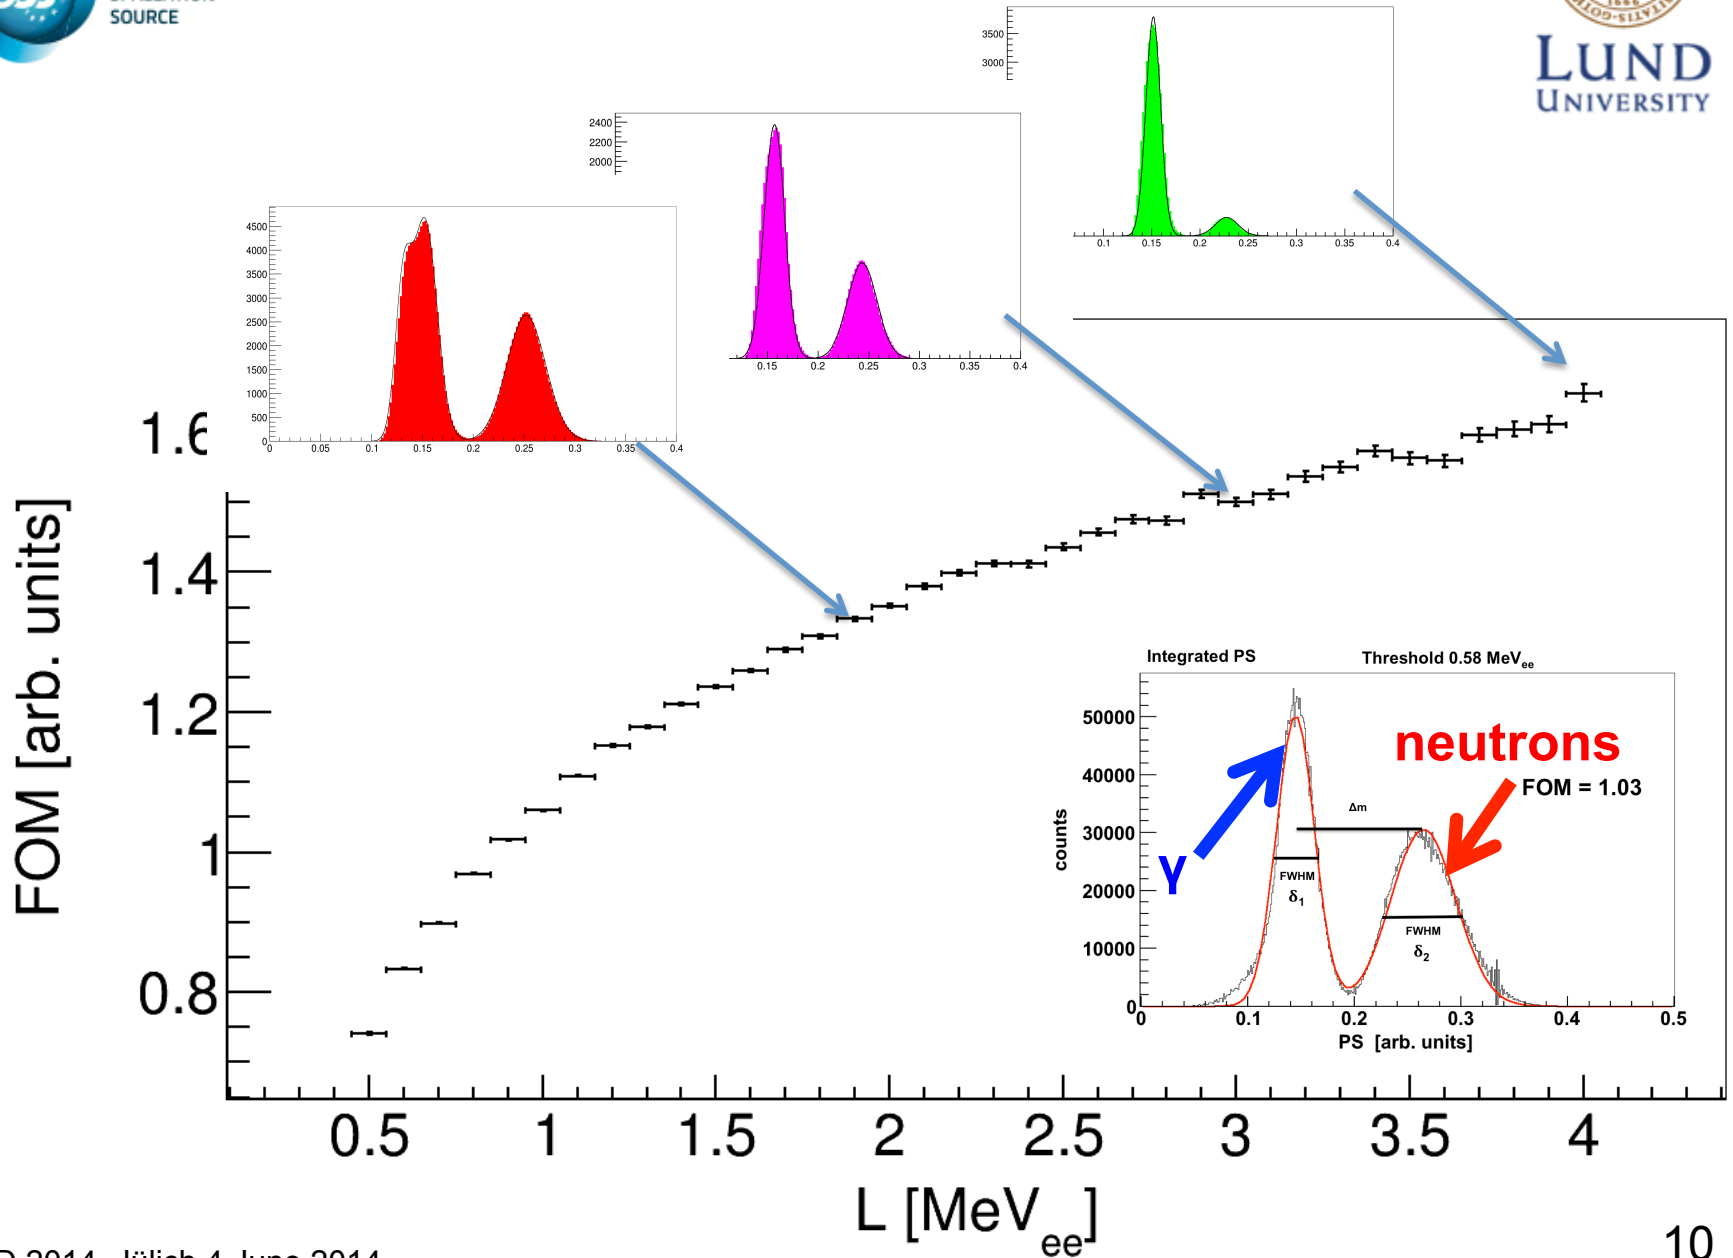 SOURCE
LUND
UNIVERSITY
3500
3000
0.1 0.15 0.2 0.25 0.3 0.35 0.4
2400
2200
2000
0.15 0.2 0.25 0.3 0.35 0.4
4500
4000
3500
3000
2500
2000
1500
1000
500
0
0 0.05 0.1 0.15 0.2 0.25 0.3 0.35 0.4
FOM [arb. units]
1.6
1.4
1.2
1
0.8
0.5 1 1.5 2 2.5 3 3.5 4
L [MeVee]
Integrated PS
Threshold 0.58 MeVee
counts
50000
40000
30000
20000
10000
0
neutrons
FOM = 1.03
Δm
γ
FWHM
δ1
FWHM
δ2
0 0.1 0.2 0.3 0.4 0.5
PS [arb. units]
2014, Jülich 4 June 2014
10